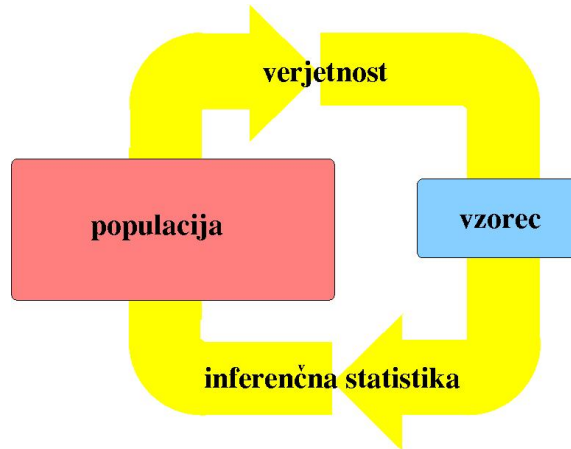 verjetnost
populacija
vzorec
inferenčna statistika